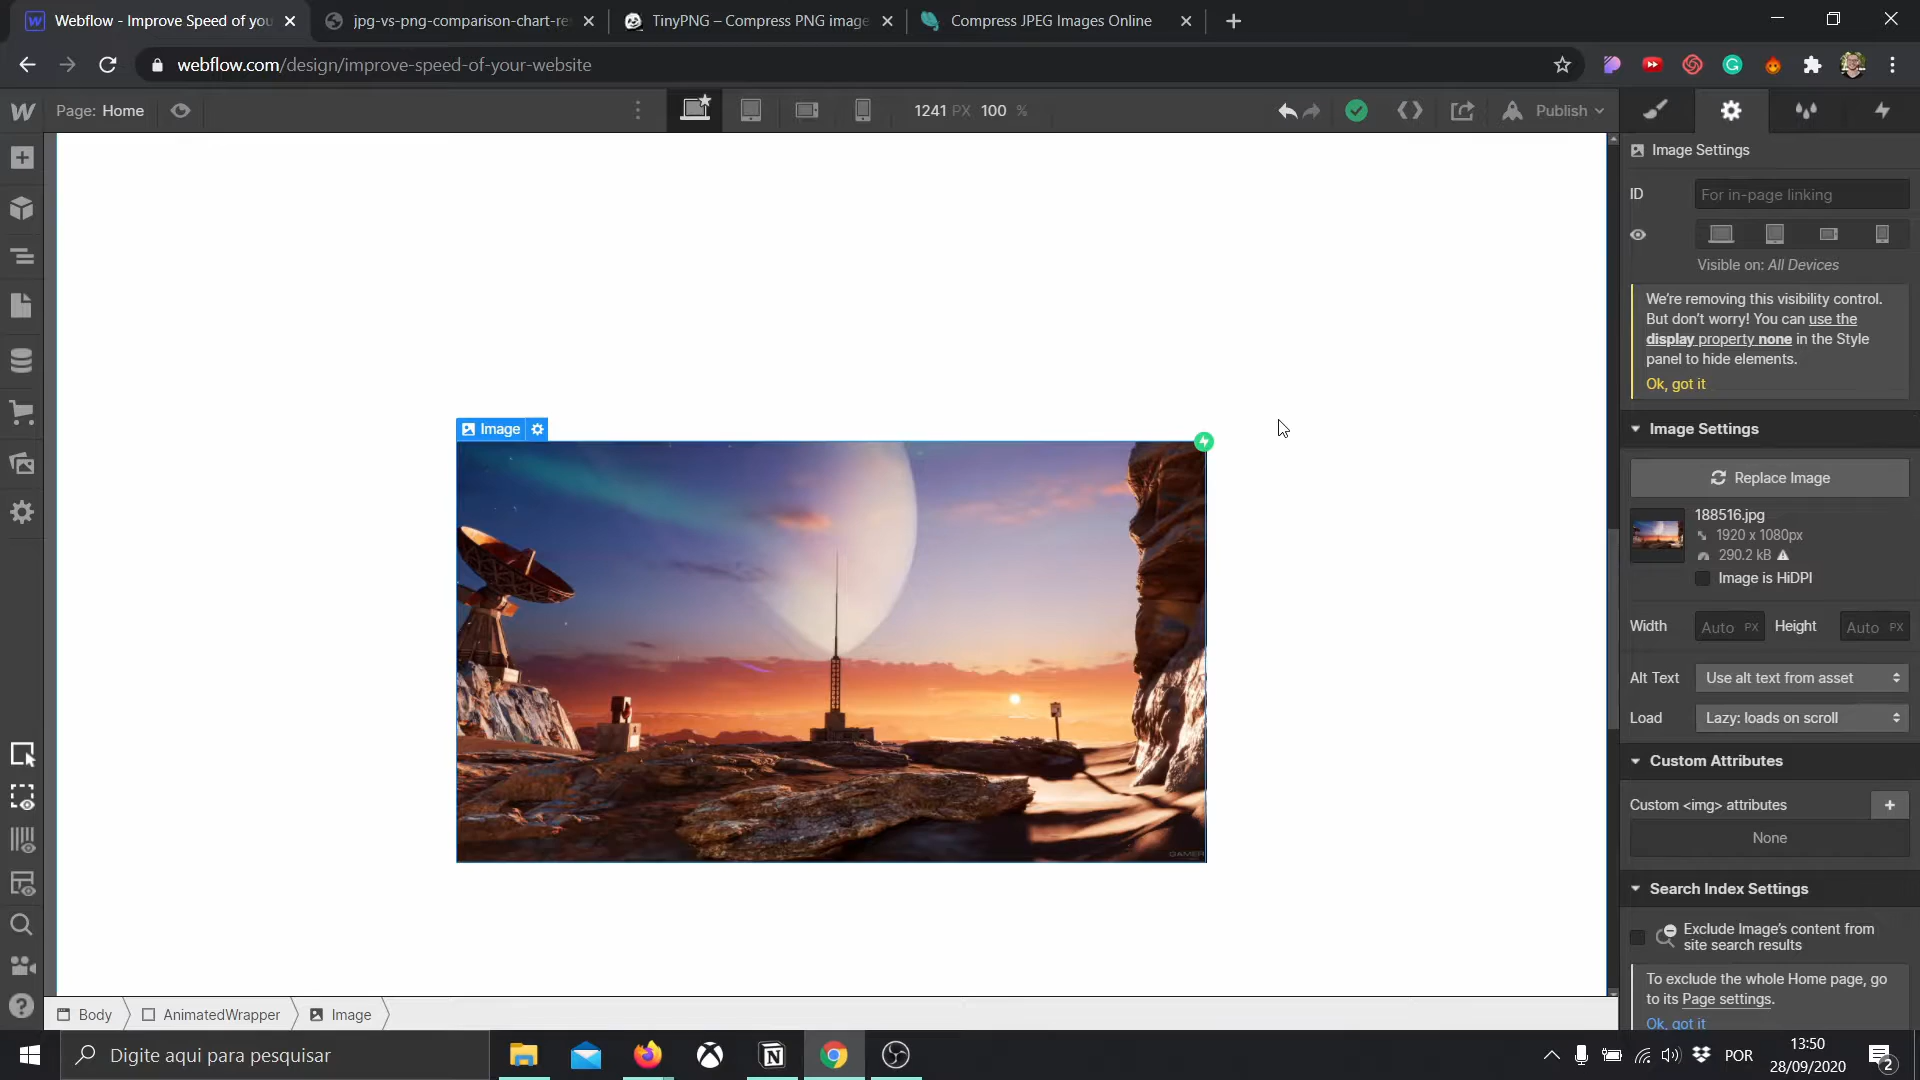 Webflow - Improve Speed of you
jpg-vs-png-comparison-chart-re
TinyPNG – Compress PNG image
Compress JPEG Images Online
webflow.com/design/improve-speed-of-your-website
Page: Home
1241 PX 100 %
Publish
Image Settings
ID
For in-page linking
Visible on: All Devices
We're removing this visibility control.
But don't worry! You can use the
display property none in the Style
panel to hide elements.
Ok, got it
Image
Image Settings
Replace Image
188516.jpg
1920 x 1080px
290.2 kB
Image is HiDPI
Width
Auto PX
Height
Auto PX
Alt Text
Use alt text from asset
Load
Lazy: loads on scroll
Custom Attributes
Custom <img> attributes
None
Search Index Settings
Exclude Image's content from
site search results
To exclude the whole Home page, go
to its Page settings.
Ok, got it
Body
AnimatedWrapper
Image
Digite aqui para pesquisar
POR
13:50
28/09/2020
2